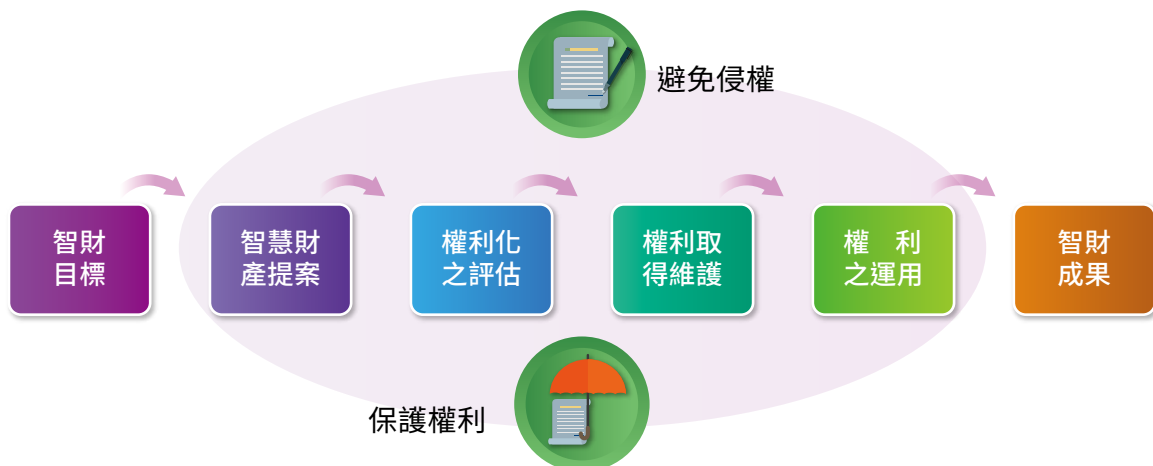 避免侵權
智財
目標
智慧財
產提案
權利化
之評估
權利取
得維護
權　利
之運用
智財
成果
保護權利